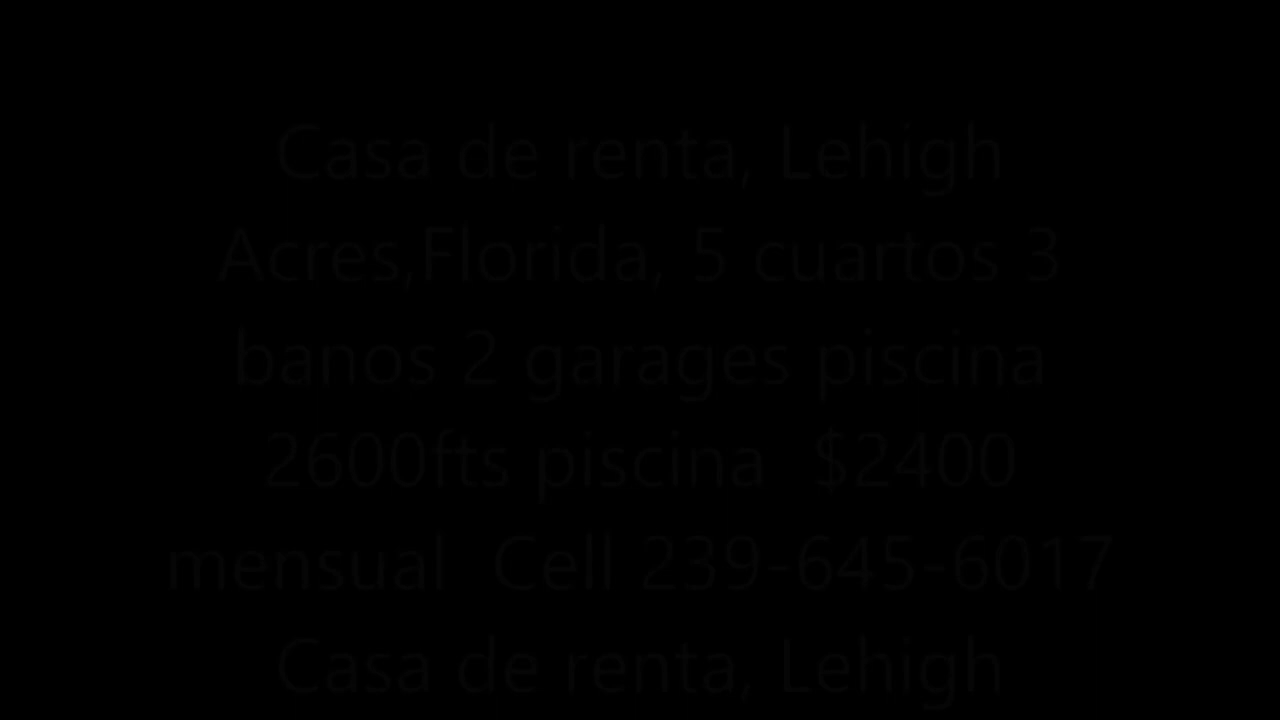 Casa de renta, Lehigh
Acres,Florida, 5 cuartos 3
banos 2 garages piscina
2600fts piscina  $2400
mensual  Cell 239-645-6017
Casa de renta, Lehigh